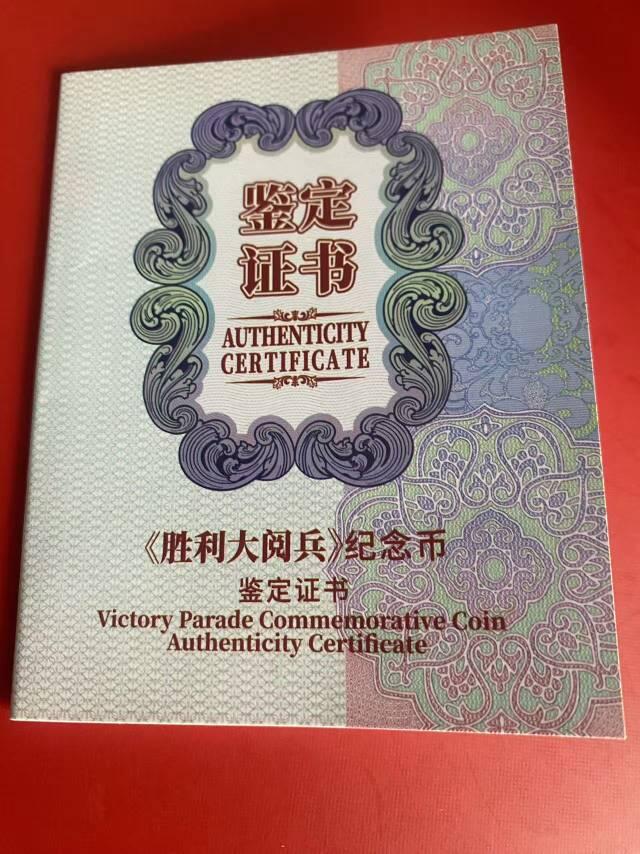 鉴定
证书
AUTHENTICITY
CERTIFICATE
《胜利大阅兵》纪念币
鉴定证书
Victory Parade Commemorative Coin
Authenticity Certificate